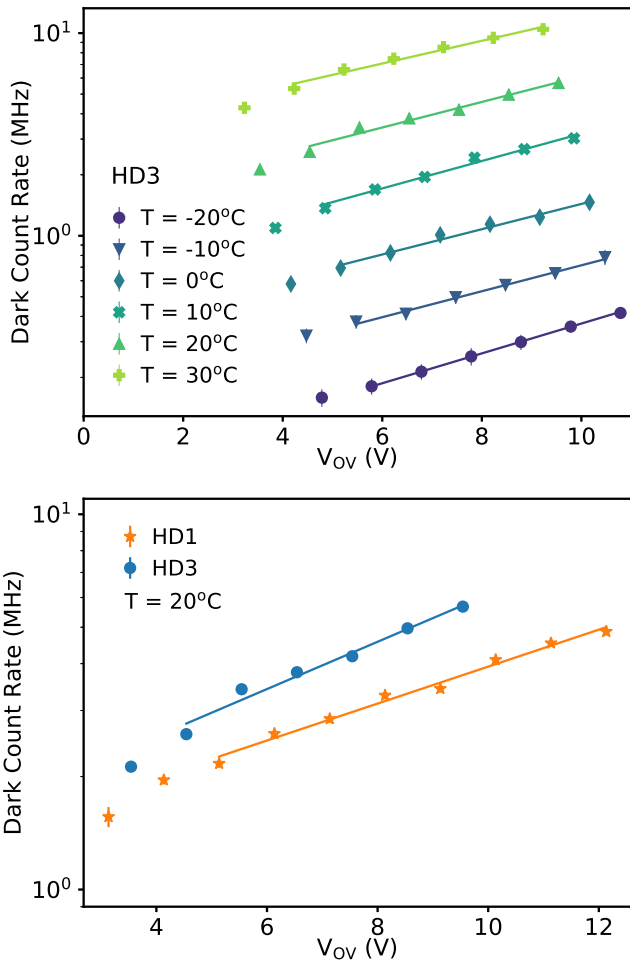 Dark Count Rate (MHz)
10¹
10⁰
HD3
T = -20°C
T = -10°C
T = 0°C
T = 10°C
T = 20°C
T = 30°C
0 2 4 6 8 10
V_OV (V)
Dark Count Rate (MHz)
10¹
10⁰
HD1
HD3
T = 20°C
4 6 8 10 12
V_OV (V)